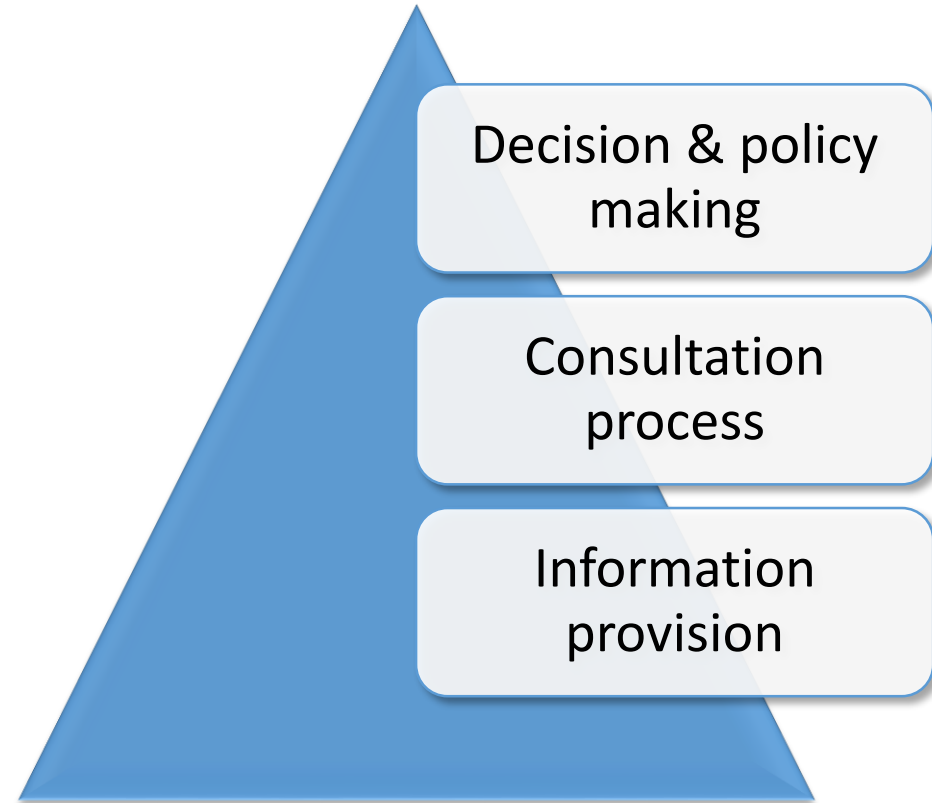 Decision & policy
making
Consultation
process
Information
provision